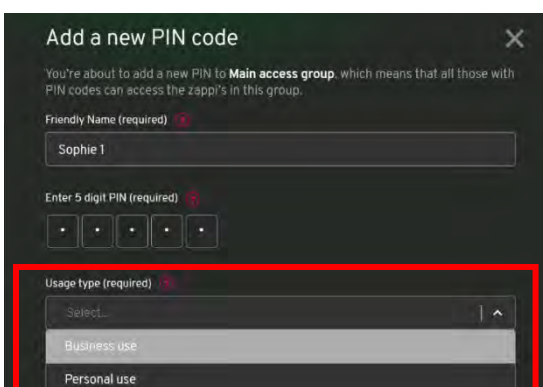 Add a new PIN code
You're about to add a new PIN to Main access group, which means that all those with
PIN codes can access the zappi's in this group.
Friendly Name (required)
Sophie 1
Enter 5 digit PIN (required)
Usage type (required)
Select...
Business use
Personal use